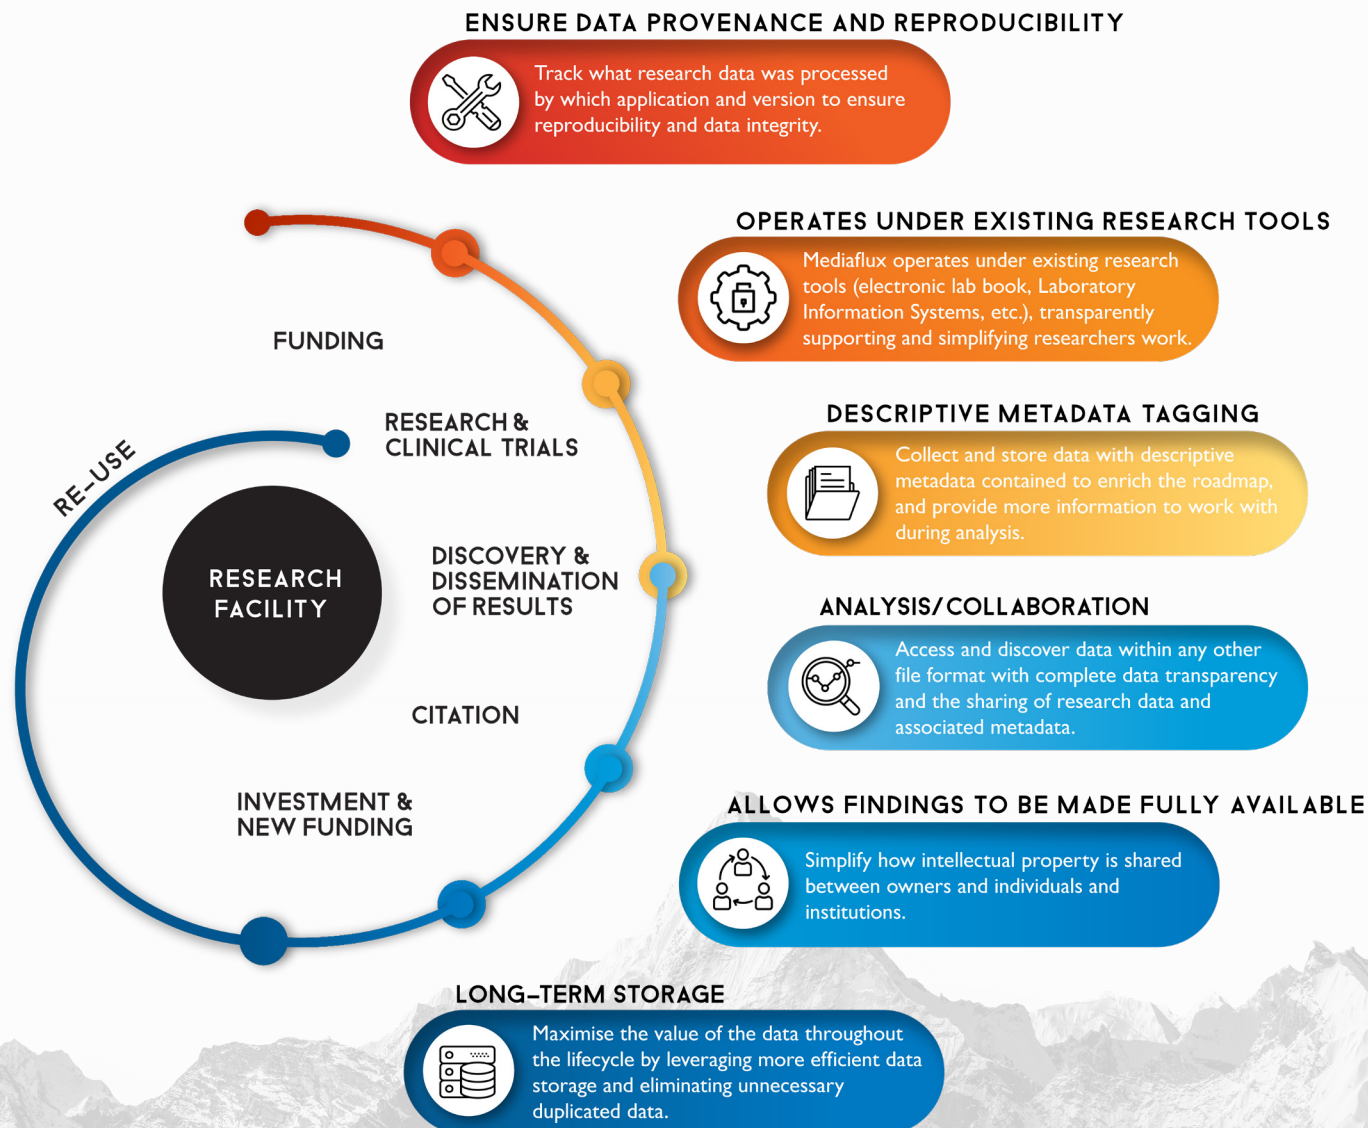 ENSURE DATA PROVENANCE AND REPRODUCIBILITY
Track what research data was processed
by which application and version to ensure
reproducibility and data integrity.
OPERATES UNDER EXISTING RESEARCH TOOLS
Mediaflux operates under existing research
tools (electronic lab book, Laboratory
Information Systems, etc.), transparently
supporting and simplifying researchers work.
DESCRIPTIVE METADATA TAGGING
Collect and store data with descriptive
metadata contained to enrich the roadmap,
and provide more information to work with
during analysis.
ANALYSIS/COLLABORATION
Access and discover data within any other
file format with complete data transparency
and the sharing of research data and
associated metadata.
ALLOWS FINDINGS TO BE MADE FULLY AVAILABLE
Simplify how intellectual property is shared
between owners and individuals and
institutions.
LONG-TERM STORAGE
Maximise the value of the data throughout
the lifecycle by leveraging more efficient data
storage and eliminating unnecessary
duplicated data.
FUNDING
RESEARCH &
CLINICAL TRIALS
DISCOVERY &
DISSEMINATION
OF RESULTS
CITATION
INVESTMENT &
NEW FUNDING
RE-USE
RESEARCH
FACILITY